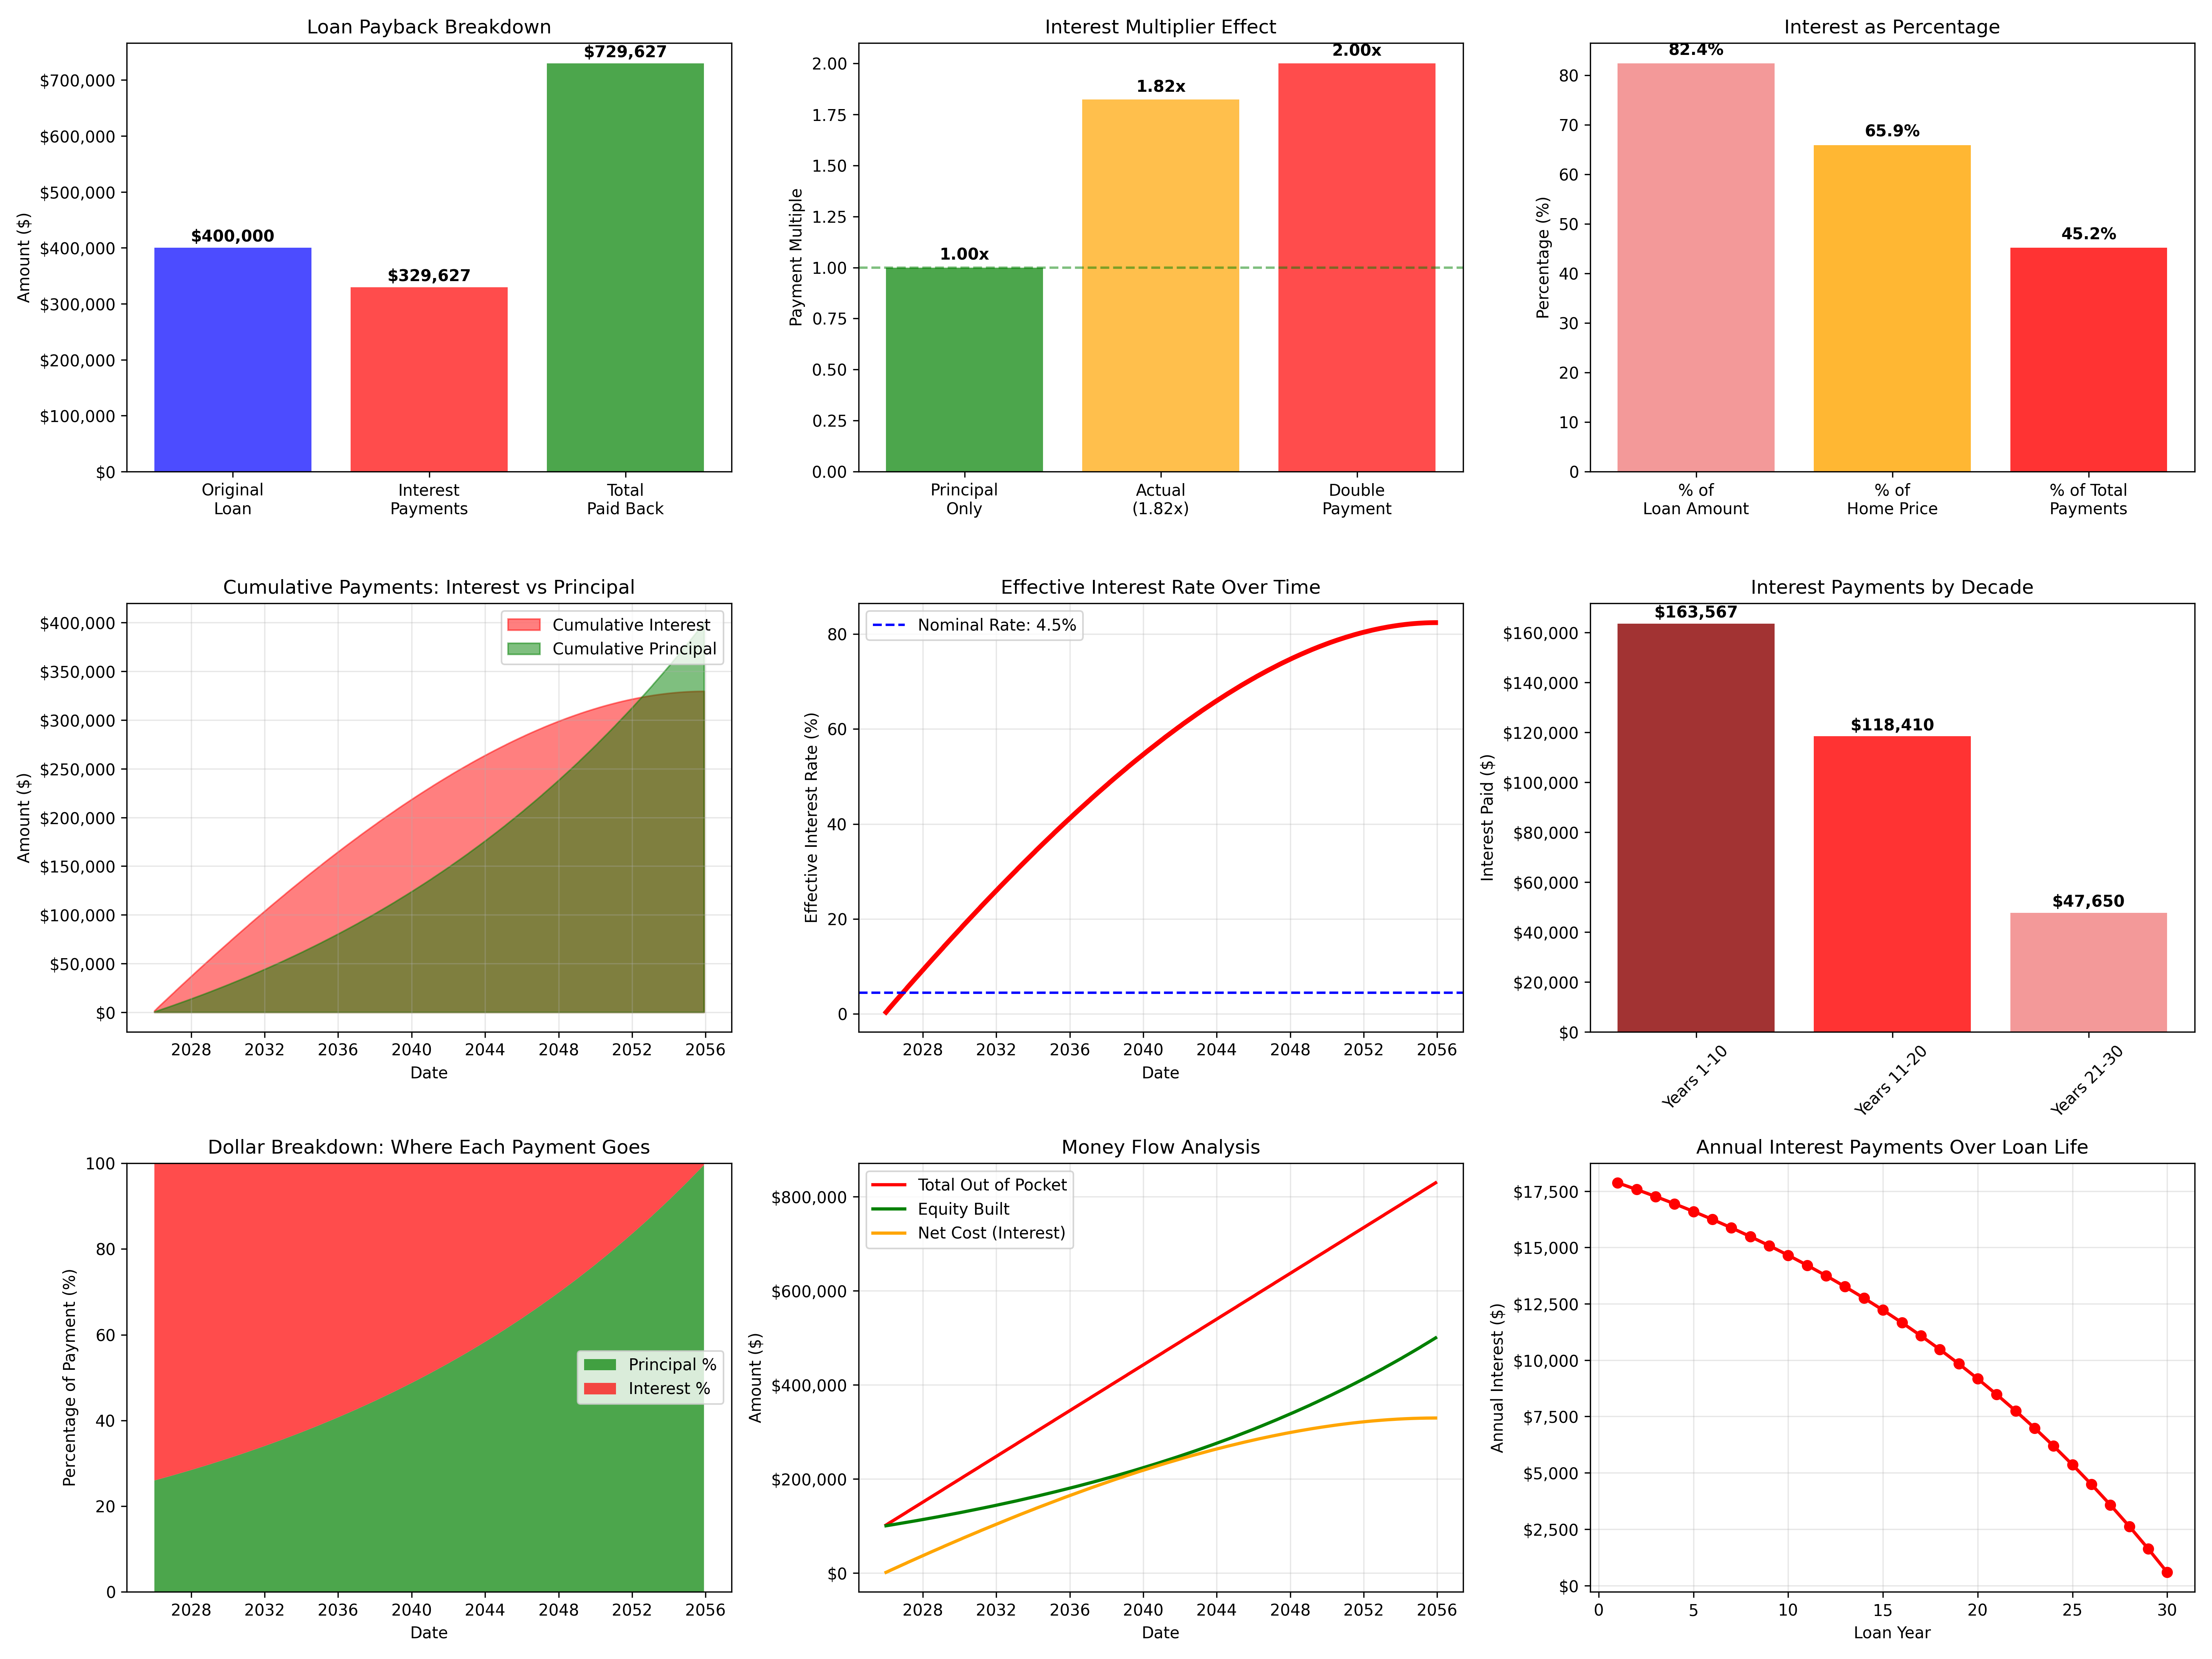 Loan Payback Breakdown
Amount ($)
$700,000
$600,000
$500,000
$400,000
$300,000
$200,000
$100,000
$0
$400,000
$329,627
$729,627
Original
Loan
Interest
Payments
Total
Paid Back
Interest Multiplier Effect
Payment Multiple
2.00
1.75
1.50
1.25
1.00
0.75
0.50
0.25
0.00
1.00x
1.82x
2.00x
Principal
Only
Actual
(1.82x)
Double
Payment
Interest as Percentage
Percentage (%)
80
70
60
50
40
30
20
10
0
82.4%
65.9%
45.2%
% of
Loan Amount
% of
Home Price
% of Total
Payments
Cumulative Payments: Interest vs Principal
Amount ($)
$400,000
$350,000
$300,000
$250,000
$200,000
$150,000
$100,000
$50,000
$0
Cumulative Interest
Cumulative Principal
2028 2032 2036 2040 2044 2048 2052 2056
Date
Effective Interest Rate Over Time
Effective Interest Rate (%)
80
60
40
20
0
Nominal Rate: 4.5%
2028 2032 2036 2040 2044 2048 2052 2056
Date
Interest Payments by Decade
Interest Paid ($)
$160,000
$140,000
$120,000
$100,000
$80,000
$60,000
$40,000
$20,000
$0
$163,567
$118,410
$47,650
Years 1-10
Years 11-20
Years 21-30
Dollar Breakdown: Where Each Payment Goes
Percentage of Payment (%)
100
80
60
40
20
0
Principal %
Interest %
2028 2032 2036 2040 2044 2048 2052 2056
Date
Money Flow Analysis
Amount ($)
$800,000
$600,000
$400,000
$200,000
$0
Total Out of Pocket
Equity Built
Net Cost (Interest)
2028 2032 2036 2040 2044 2048 2052 2056
Date
Annual Interest Payments Over Loan Life
Annual Interest ($)
$17,500
$15,000
$12,500
$10,000
$7,500
$5,000
$2,500
$0
0 5 10 15 20 25 30
Loan Year